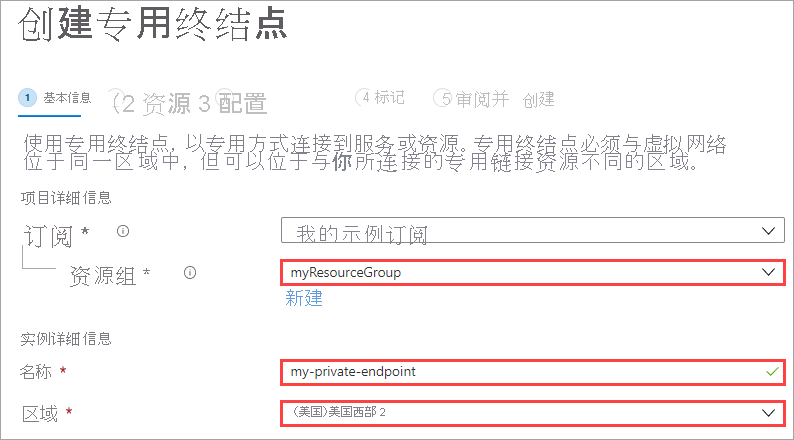 创建专用终结点
1 基本信息 2 资源 3 配置 4 标记 5 审阅并 创建
使用专用终结点, 以专用方式连接到服务或资源。专用终结点必须与虚拟网络
位于同一区域中, 但可以位于与你所连接的专用链接资源不同的区域。
项目详细信息
订阅 * 我的示例订阅
资源组 * myResourceGroup
新建
实例详细信息
名称 * my-private-endpoint
区域 * (美国)美国西部 2